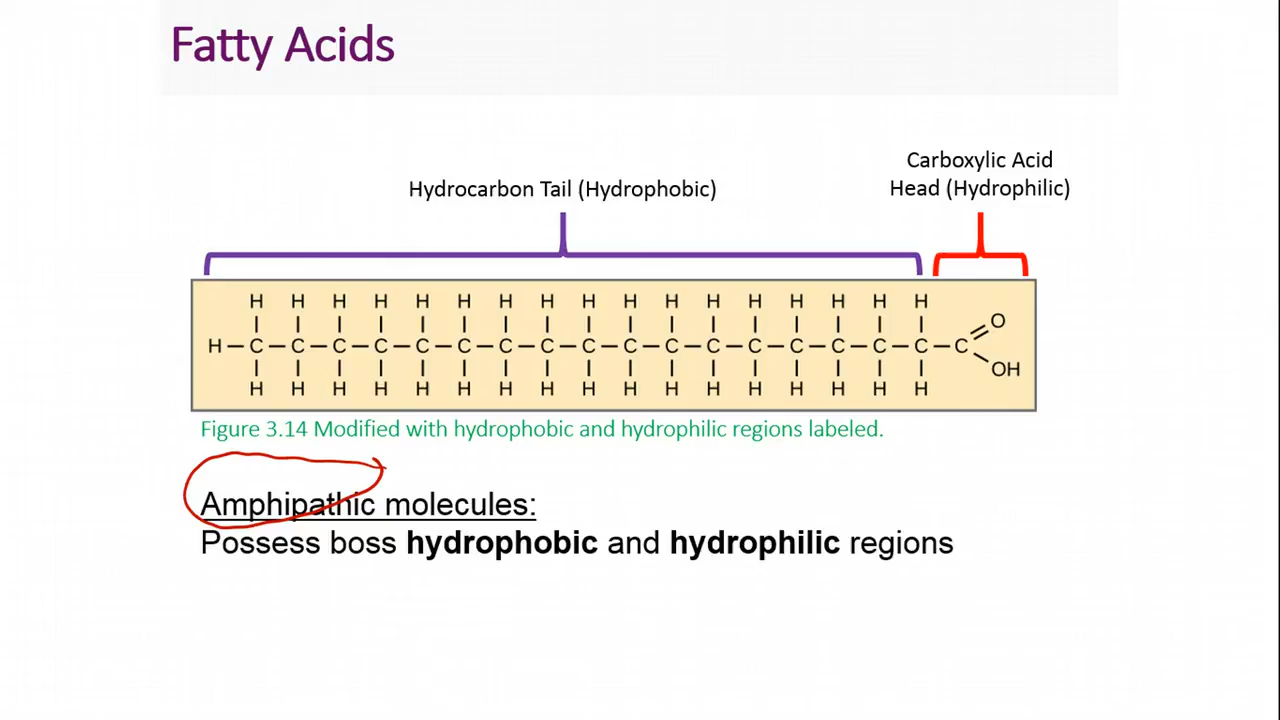 Fatty Acids
Carboxylic Acid
Hydrocarbon Tail (Hydrophobic)
Head (Hydrophilic)
H H H H H H H H H H H H H H H H H
H – C – C – C – C – C – C – C – C – C – C – C – C – C – C – C – C – C – C
O
OH
H H H H H H H H H H H H H H H H H
Figure 3.14 Modified with hydrophobic and hydrophilic regions labeled.
Amphipathic molecules:
Possess boss hydrophobic and hydrophilic regions